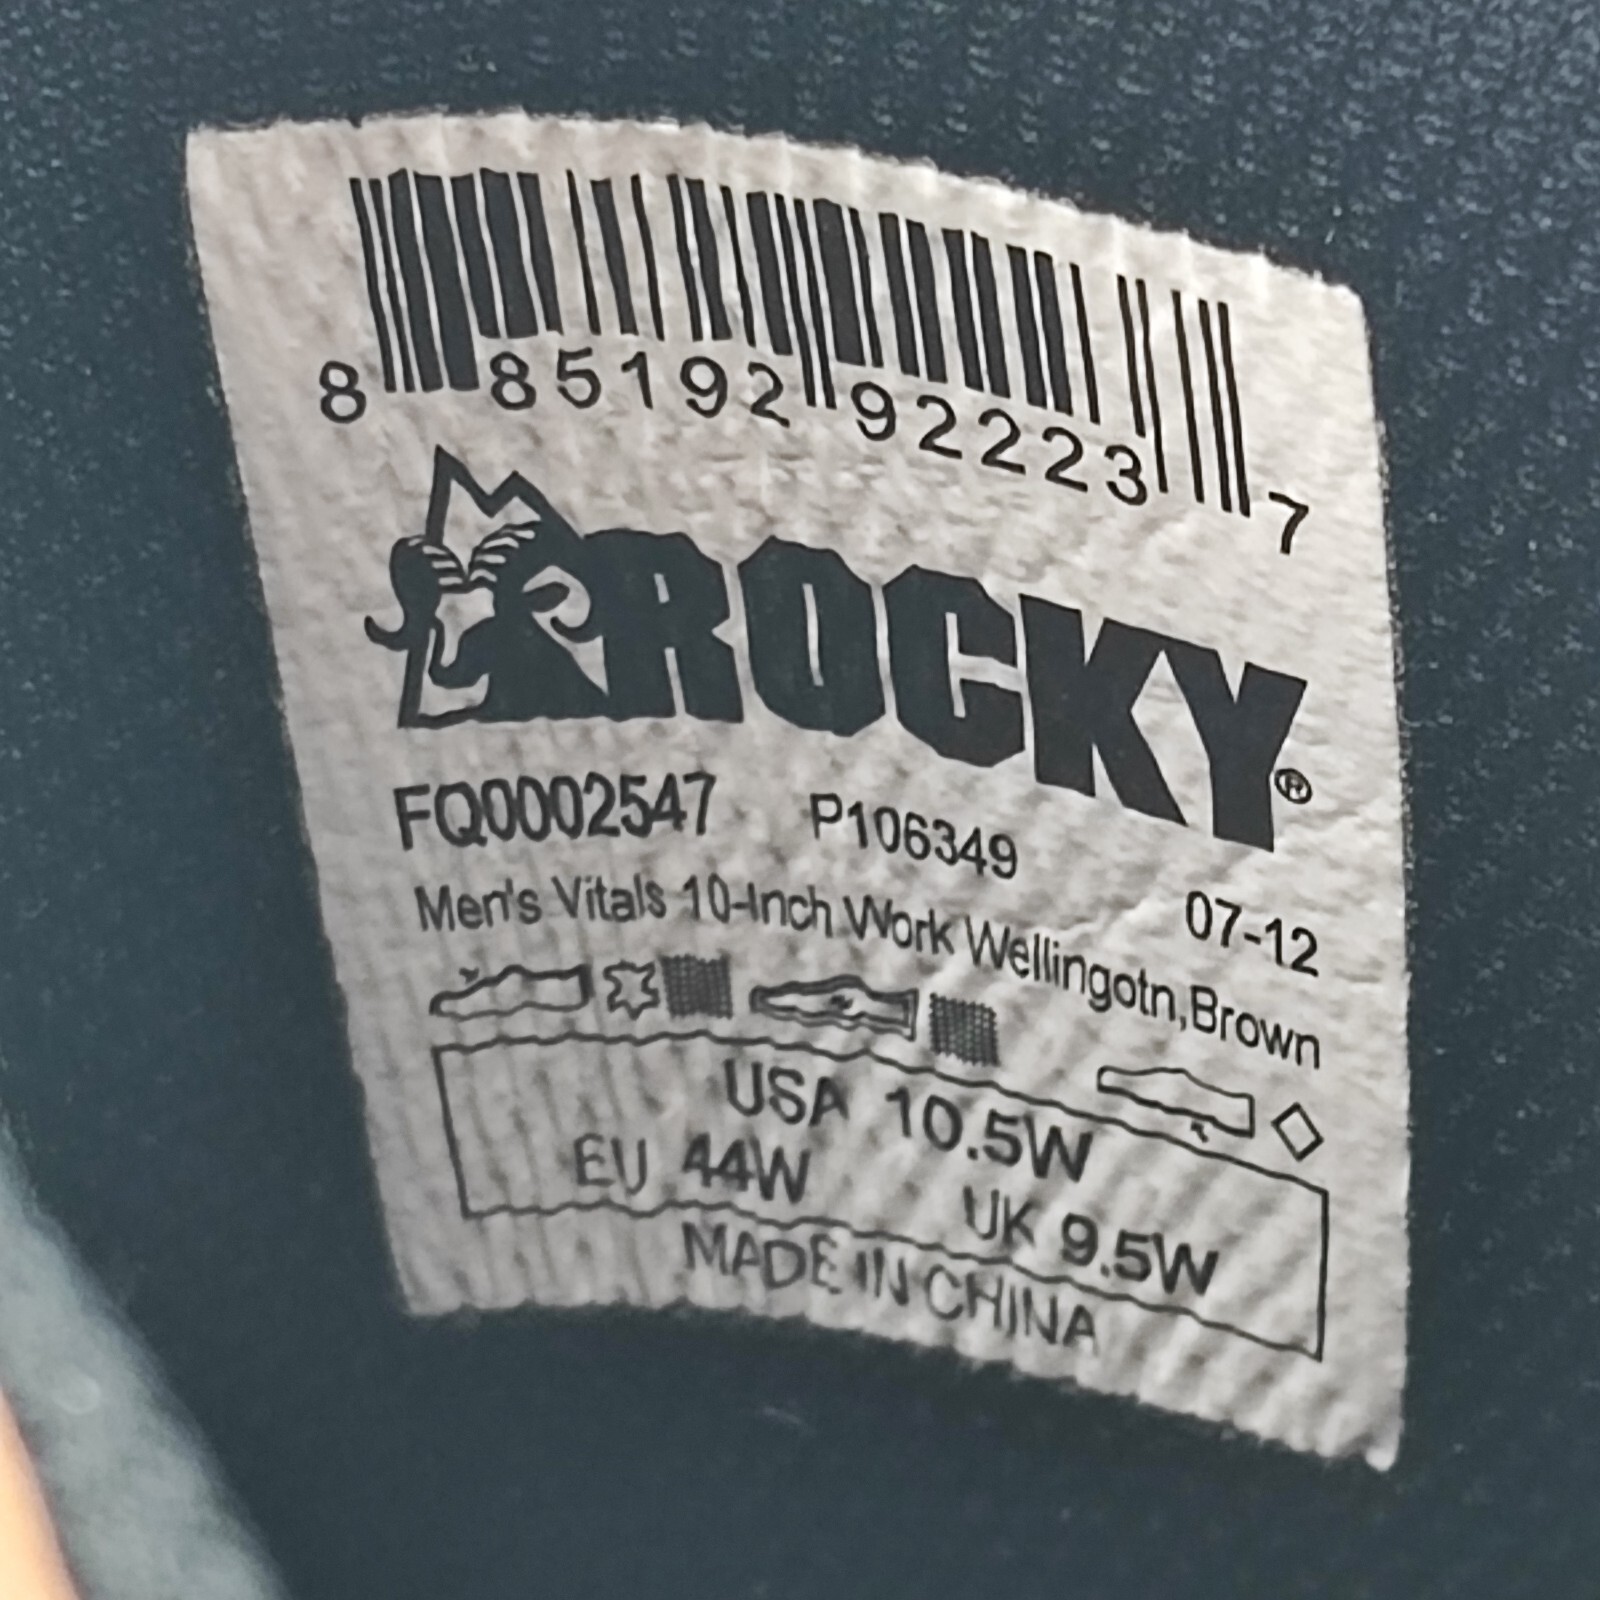 8 85192 92223 7
ROCKY®
FQ0002547 P106349 07-12
Men's Vitals 10-Inch Work Wellingotn,Brown
USA 10.5W
EU 44W UK 9.5W
MADE IN CHINA